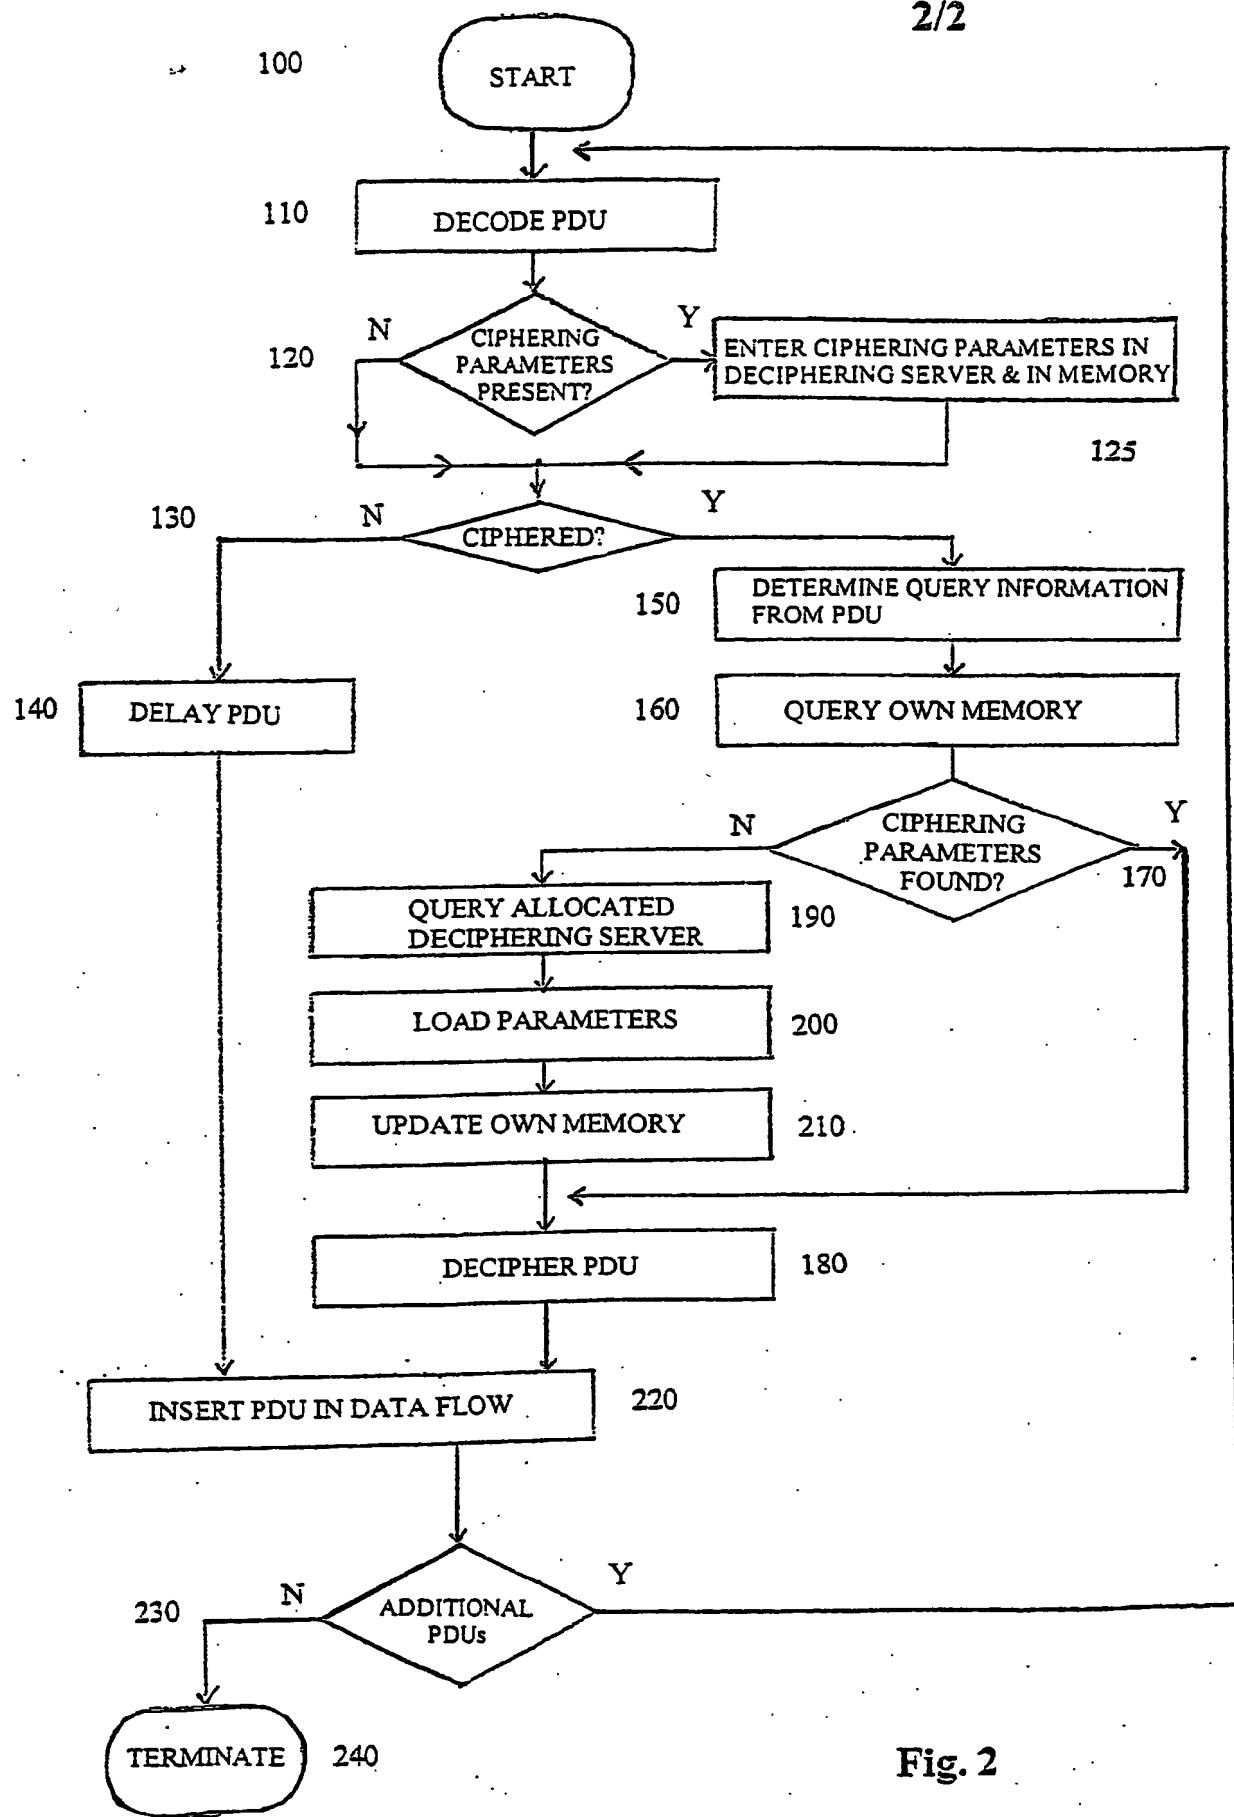 2/2
100
START
110
DECODE PDU
N
Y
120
CIPHERING
PARAMETERS
PRESENT?
ENTER CIPHERING PARAMETERS IN
DECIPHERING SERVER & IN MEMORY
125
130
N
Y
CIPHERED?
150
DETERMINE QUERY INFORMATION
FROM PDU
140
DELAY PDU
160
QUERY OWN MEMORY
N
Y
CIPHERING
PARAMETERS
FOUND?
170
QUERY ALLOCATED
DECIPHERING SERVER
190
LOAD PARAMETERS
200
UPDATE OWN MEMORY
210
DECIPHER PDU
180
INSERT PDU IN DATA FLOW
220
N
Y
230
ADDITIONAL
PDUs
TERMINATE
240
Fig. 2